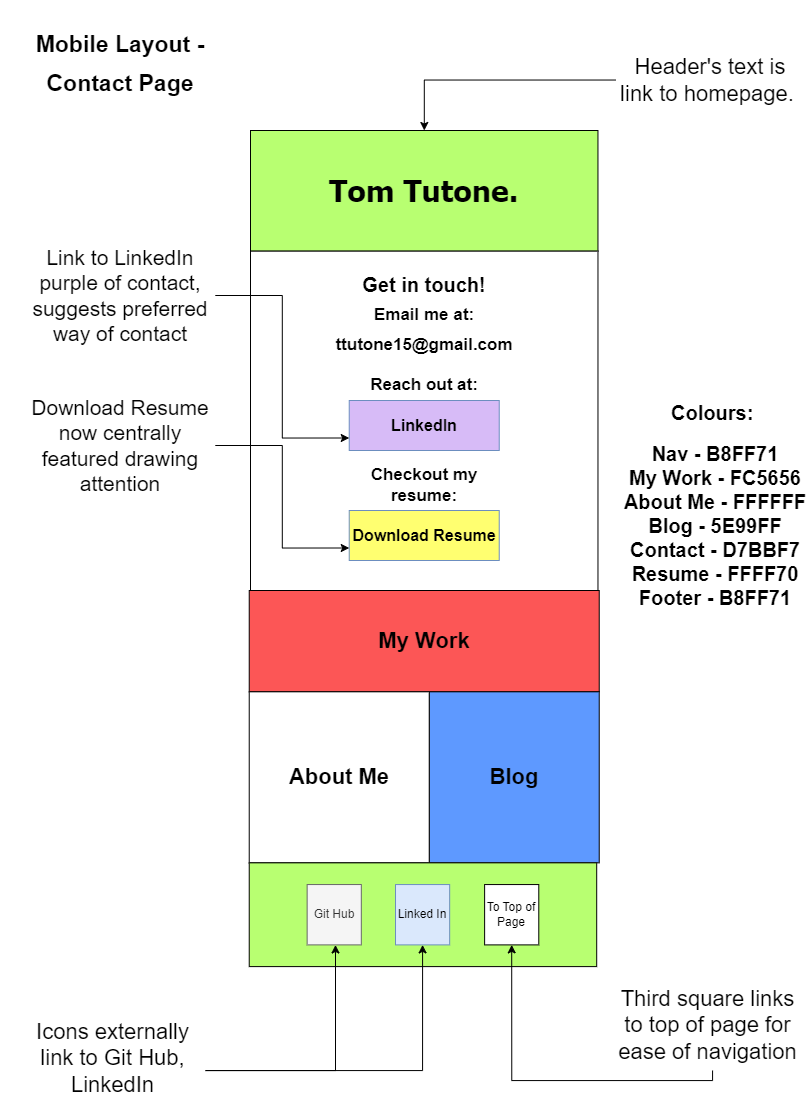 Mobile Layout -
Contact Page
Header's text is
link to homepage.
Tom Tutone.
Link to LinkedIn
purple of contact,
suggests preferred
way of contact
Get in touch!
Email me at:
ttutone15@gmail.com
Reach out at:
LinkedIn
Download Resume
now centrally
featured drawing
attention
Checkout my
resume:
Download Resume
Colours:
Nav - B8FF71
My Work - FC5656
About Me - FFFFFF
Blog - 5E99FF
Contact - D7BBF7
Resume - FFFF70
Footer - B8FF71
My Work
About Me
Blog
Git Hub
Linked In
To Top of
Page
Icons externally
link to Git Hub,
LinkedIn
Third square links
to top of page for
ease of navigation